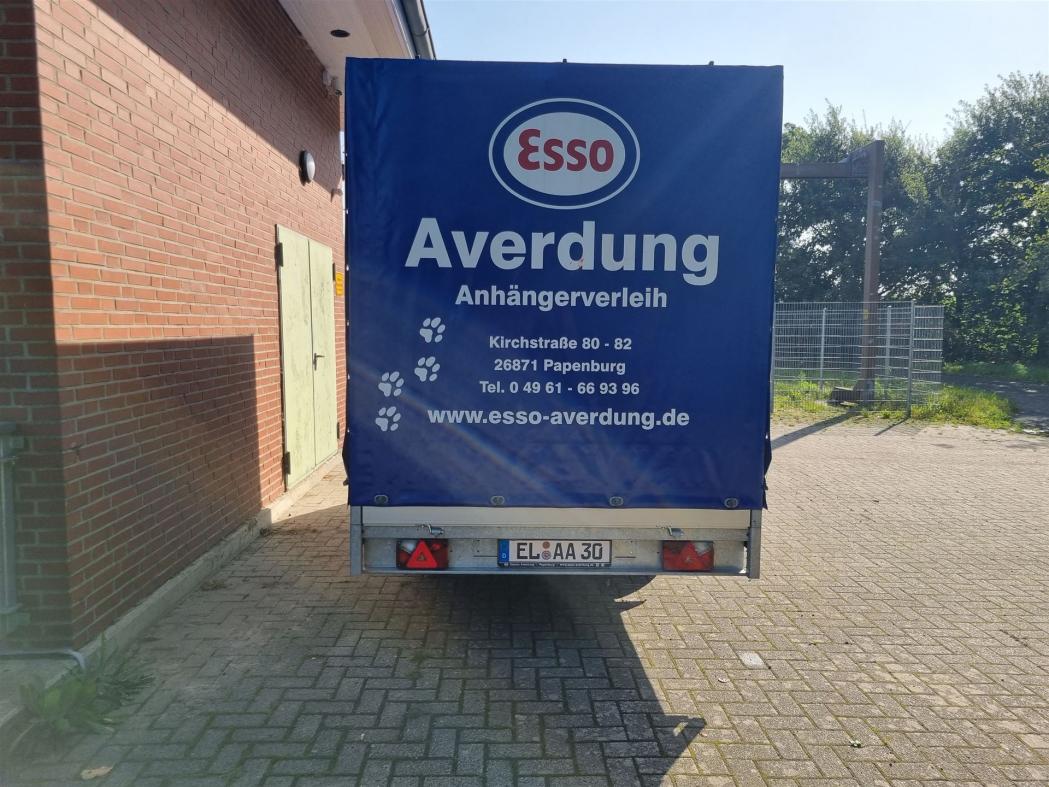 Esso
Averdung
Anhängerverleih
Kirchstraße 80 - 82
26871 Papenburg
Tel. 0 49 61 - 66 93 96
www.esso-averdung.de
D EL AA 30